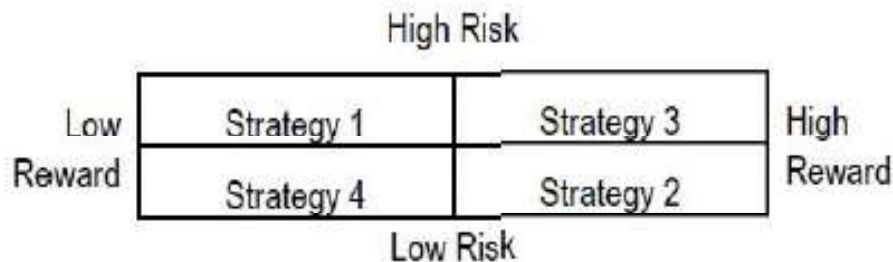 High Risk
Low Strategy 1 Strategy 3 High
Reward Strategy 4 Strategy 2 Reward
Low Risk